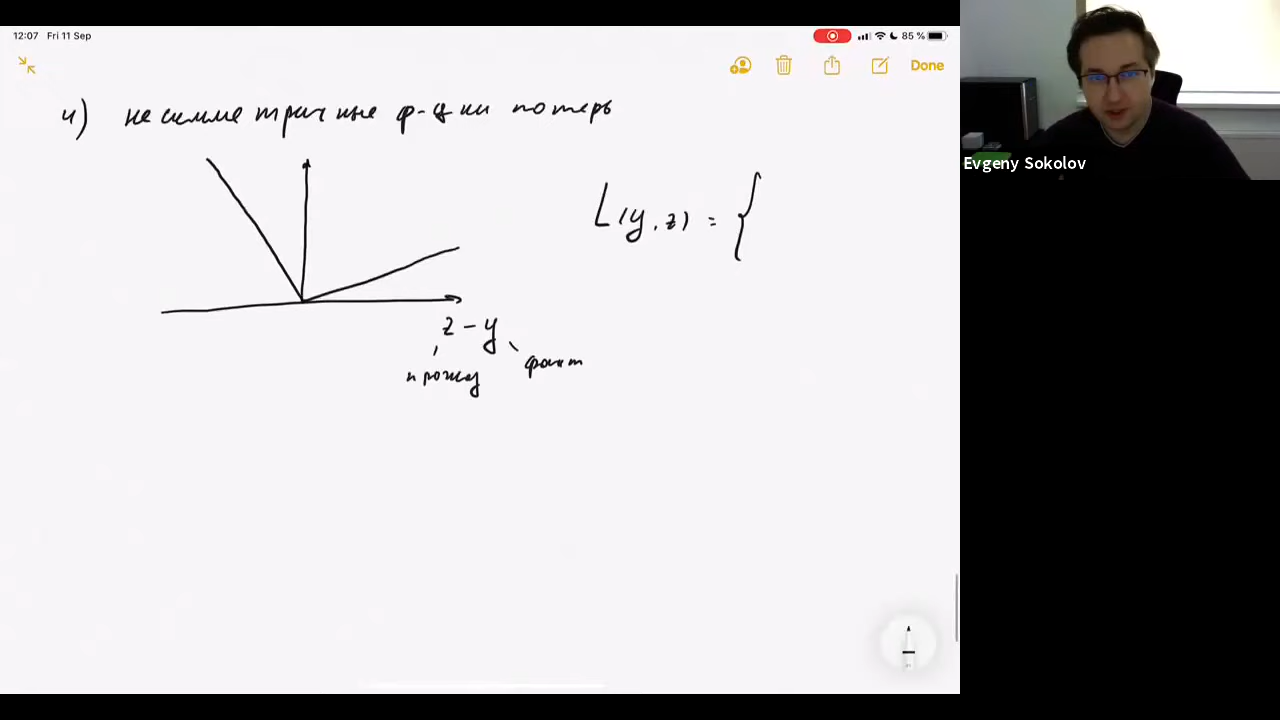 12:07 Fri 11 Sep
85 %
Done
4) несимметричные ф-ции потерь
L(y, z) = {
z - y
прогноз факт
Evgeny Sokolov